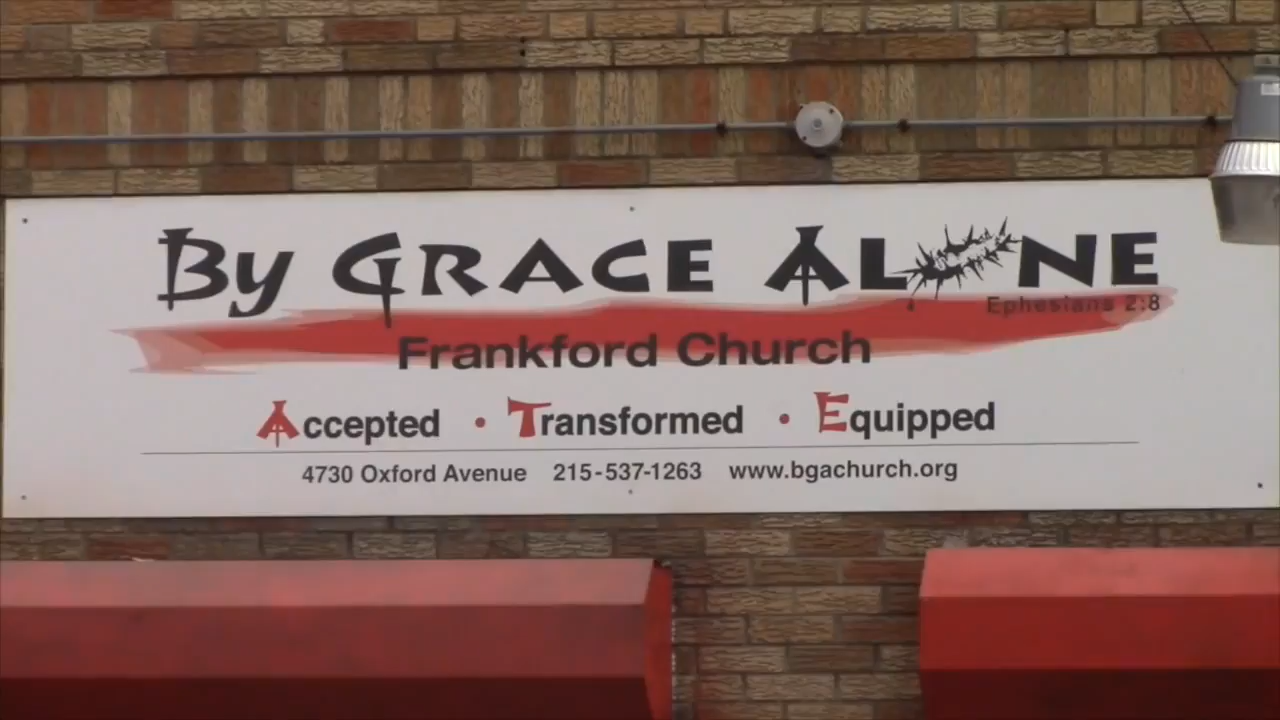 By Grace Alone
Ephesians 2:8
Frankford Church
Accepted • Transformed • Equipped
4730 Oxford Avenue 215-537-1263 www.bgachurch.org